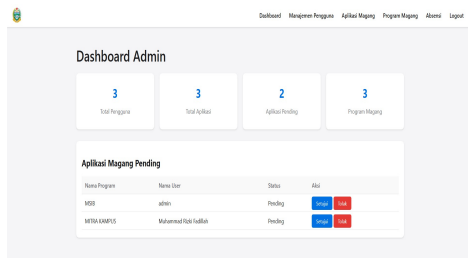 Dashboard Manajemen Pengguna Aplikasi Magang Program Magang Absensi Logout
Dashboard Admin
3 3 2 3
Total Pengguna Total Aplikasi Aplikasi Pending Program Magang
Aplikasi Magang Pending
Nama Program Nama User Status Aksi
MSIB admin Pending Setujui Tolak
MITRA KAMPUS Muhammad Rizki Fadillah Pending Setujui Tolak